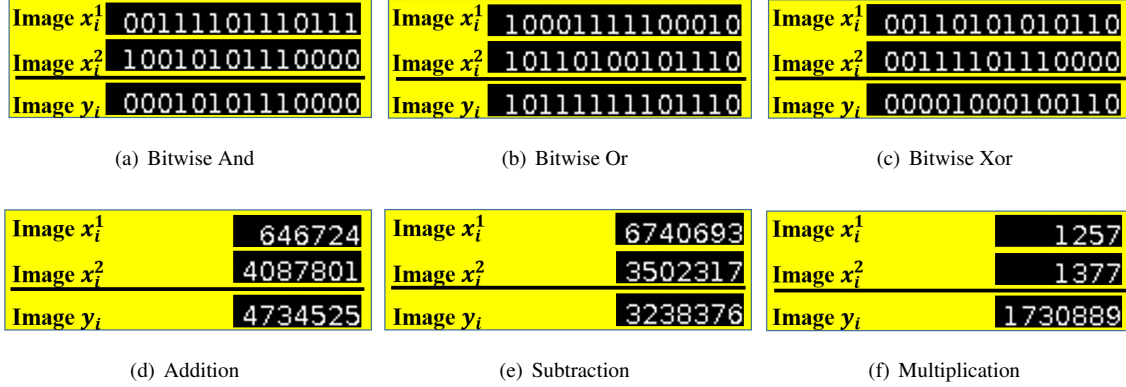 Image x_i^1 00111011110111
Image x_i^2 10010101110000
Image y_i 00010101110000
(a) Bitwise And
Image x_i^1 10001111100010
Image x_i^2 10110100101110
Image y_i 10111111101110
(b) Bitwise Or
Image x_i^1 00110101010110
Image x_i^2 00111101110000
Image y_i 00001000100110
(c) Bitwise Xor
Image x_i^1 646724
Image x_i^2 4087801
Image y_i 4734525
(d) Addition
Image x_i^1 6740693
Image x_i^2 3502317
Image y_i 3238376
(e) Subtraction
Image x_i^1 1257
Image x_i^2 1377
Image y_i 1730889
(f) Multiplication